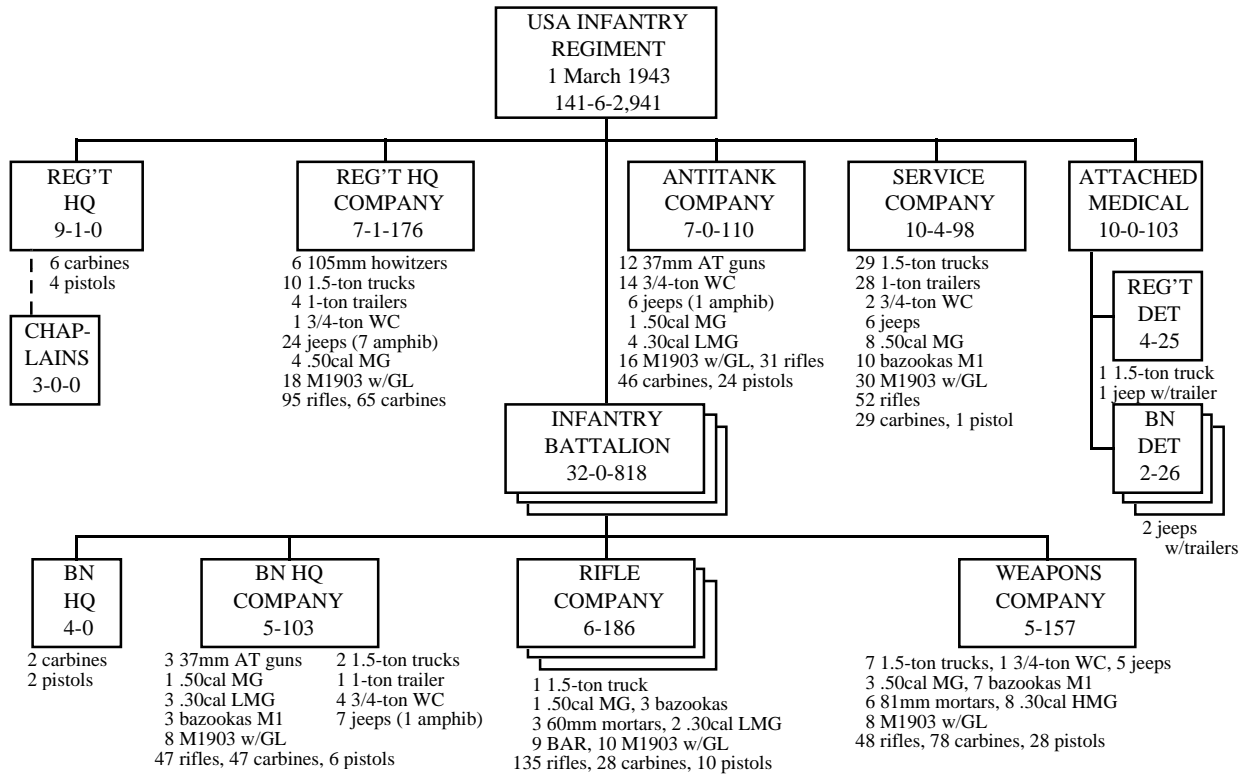 USA INFANTRY
REGIMENT
1 March 1943
141-6-2,941
REG'T
HQ
9-1-0
6 carbines
4 pistols
CHAP-
LAINS
3-0-0
REG'T HQ
COMPANY
7-1-176
6 105mm howitzers
10 1.5-ton trucks
4 1-ton trailers
1 3/4-ton WC
24 jeeps (7 amphib)
4 .50cal MG
18 M1903 w/GL
95 rifles, 65 carbines
ANTITANK
COMPANY
7-0-110
12 37mm AT guns
14 3/4-ton WC
6 jeeps (1 amphib)
1 .50cal MG
4 .30cal LMG
16 M1903 w/GL, 31 rifles
46 carbines, 24 pistols
SERVICE
COMPANY
10-4-98
29 1.5-ton trucks
28 1-ton trailers
2 3/4-ton WC
6 jeeps
8 .50cal MG
10 bazookas M1
30 M1903 w/GL
52 rifles
29 carbines, 1 pistol
ATTACHED
MEDICAL
10-0-103
REG'T
DET
4-25
1 1.5-ton truck
1 jeep w/trailer
BN
DET
2-26
2 jeeps
w/trailers
INFANTRY
BATTALION
32-0-818
BN
HQ
4-0
2 carbines
2 pistols
BN HQ
COMPANY
5-103
3 37mm AT guns
1 .50cal MG
3 .30cal LMG
3 bazookas M1
8 M1903 w/GL
47 rifles, 47 carbines, 6 pistols
2 1.5-ton trucks
1 1-ton trailer
4 3/4-ton WC
7 jeeps (1 amphib)
RIFLE
COMPANY
6-186
1 1.5-ton truck
1 .50cal MG, 3 bazookas
3 60mm mortars, 2 .30cal LMG
9 BAR, 10 M1903 w/GL
135 rifles, 28 carbines, 10 pistols
WEAPONS
COMPANY
5-157
7 1.5-ton trucks, 1 3/4-ton WC, 5 jeeps
3 .50cal MG, 7 bazookas M1
6 81mm mortars, 8 .30cal HMG
8 M1903 w/GL
48 rifles, 78 carbines, 28 pistols